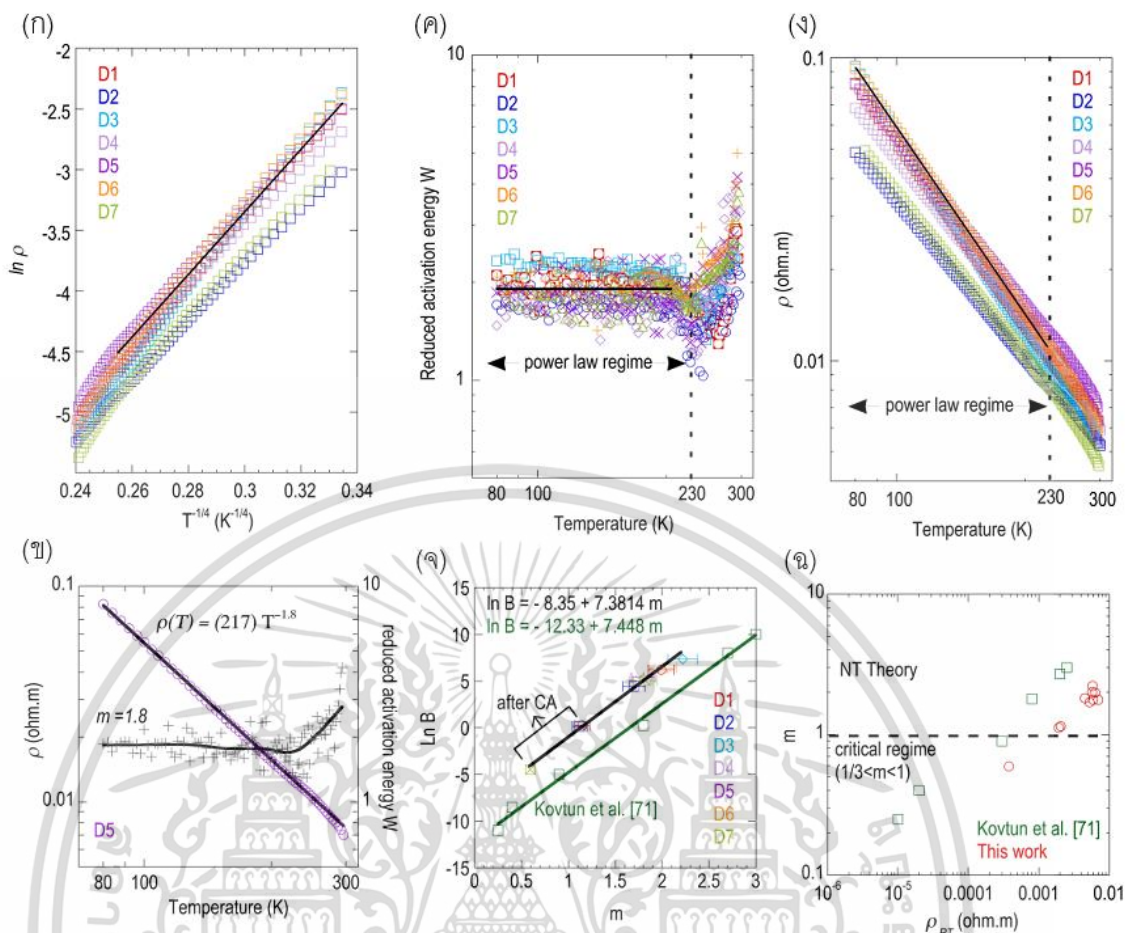 (ก)
-2
-2.5
-3
-3.5
-4
-4.5
-5
D1
D2
D3
D4
D5
D6
D7
ln ρ
0.24 0.26 0.28 0.30 0.32 0.34
T-1/4 (K-1/4)
(ค)
10
1
D1
D2
D3
D4
D5
D6
D7
Reduced activation energy W
power law regime
80 100 230 300
Temperature (K)
(ง)
0.1
0.01
D1
D2
D3
D4
D5
D6
D7
ρ (ohm.m)
power law regime
80 100 230 300
Temperature (K)
(ข)
0.1
0.01
10
1
ρ(T) = (217) T-1.8
m=1.8
ρ (ohm.m)
reduced activation energy W
D5
80 100 300
Temperature (K)
(จ)
15
10
5
0
-5
-10
-15
ln B = - 8.35 + 7.3814 m
ln B = - 12.33 + 7.448 m
after CA
Ln B
D1
D2
D3
D4
D5
D6
D7
Kovtun et al. [71]
0 0.5 1 1.5 2 2.5 3
m
(ฉ)
10
1
0.1
NT Theory
m
critical regime
(1/3<m<1)
Kovtun et al. [71]
This work
10-6 10-5 0.0001 0.001 0.01
ρRT (ohm.m)